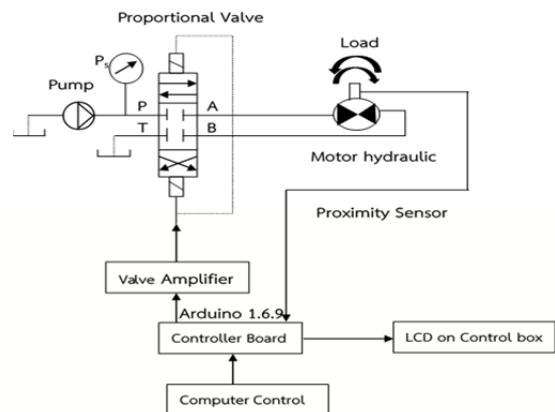 Proportional Valve
Ps
Load
Pump
P
A
T
B
Motor hydraulic
Proximity Sensor
Valve Amplifier
Arduino 1.6.9
Controller Board
LCD on Control box
Computer Control